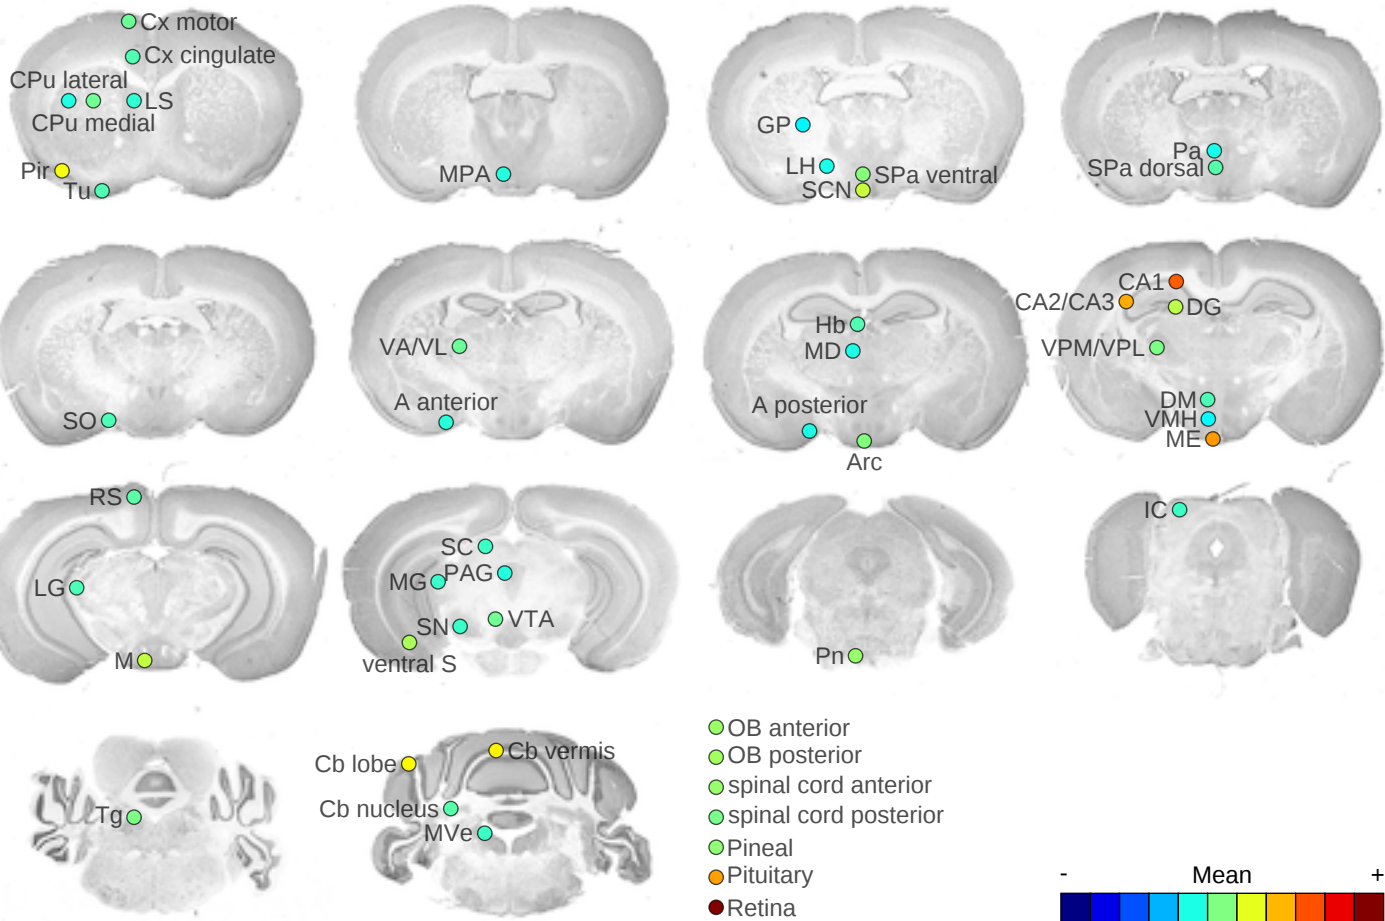 Cx motor
Cx cingulate
CPu lateral
LS
CPu medial
Pir
Tu
MPA
GP
LH
SPa ventral
SCN
Pa
SPa dorsal
SO
VA/VL
A anterior
Hb
MD
A posterior
Arc
CA1
CA2/CA3
DG
VPM/VPL
DM
VMH
ME
RS
LG
M
SC
MG
PAG
SN
VTA
ventral S
Pn
IC
Tg
Cb lobe
Cb vermis
Cb nucleus
MVe
OB anterior
OB posterior
spinal cord anterior
spinal cord posterior
Pineal
Pituitary
Retina
- Mean +